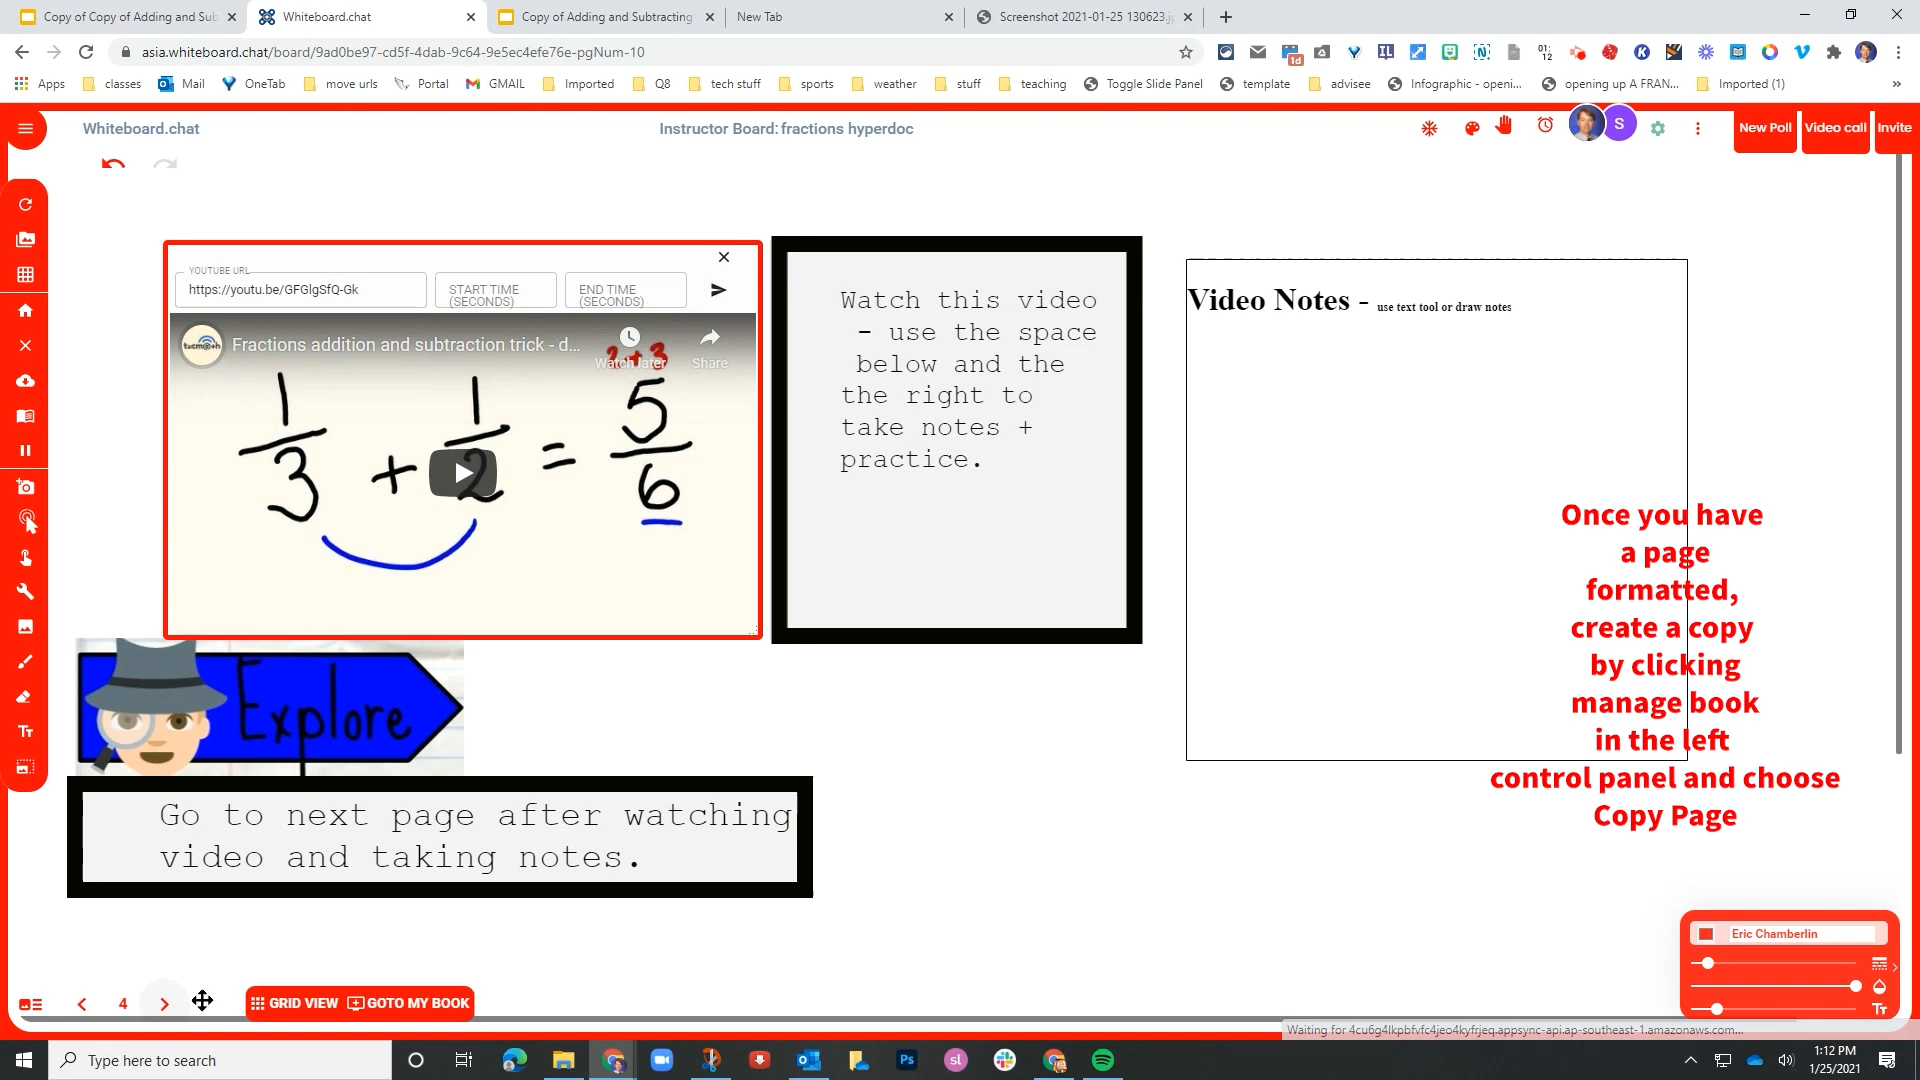 Copy of Copy of Adding and Sub
Whiteboard.chat
Copy of Adding and Subtracting
New Tab
Screenshot 2021-01-25 130623.j
asia.whiteboard.chat/board/9ad0be97-cd5f-4dab-9c64-9e5ec4efe76e-pgNum-10
Apps
classes
Mail
OneTab
move urls
Portal
GMAIL
Imported
Q8
tech stuff
sports
weather
stuff
teaching
Toggle Slide Panel
template
advisee
Infographic - openi...
opening up A FRAN...
Imported (1)
Whiteboard.chat
Instructor Board: fractions hyperdoc
S
New Poll
Video call
Invite
YOUTUBE URL
https://youtu.be/GFGlgSfQ-Gk
START TIME
(SECONDS)
END TIME
(SECONDS)
tecmath
Fractions addition and subtraction trick - d...
Watch later
Share
2 + 3
1/3 + 1/2 = 5/6
Watch this video
- use the space
below and the
the right to
take notes +
practice.
Video Notes - use text tool or draw notes
Once you have
a page
formatted,
create a copy
by clicking
manage book
in the left
control panel and choose
Copy Page
Explore
Go to next page after watching
video and taking notes.
Eric Chamberlin
4
GRID VIEW
GOTO MY BOOK
Waiting for 4cu6g4lkpbfvfc4jeo4kyfrjeq.appsync-api.ap-southeast-1.amazonaws.com...
Type here to search
Ps
sl
1:12 PM
1/25/2021